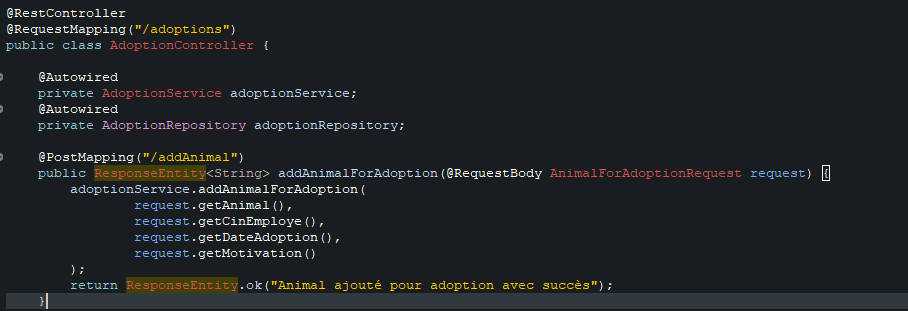 @RestController
@RequestMapping("/adoptions")
public class AdoptionController {
@Autowired
private AdoptionService adoptionService;
@Autowired
private AdoptionRepository adoptionRepository;
@PostMapping("/addAnimal")
public ResponseEntity<String> addAnimalForAdoption(@RequestBody AnimalForAdoptionRequest request) {
adoptionService.addAnimalForAdoption(
request.getAnimal(),
request.getCinEmploye(),
request.getDateAdoption(),
request.getMotivation()
);
return ResponseEntity.ok("Animal ajouté pour adoption avec succès");
}